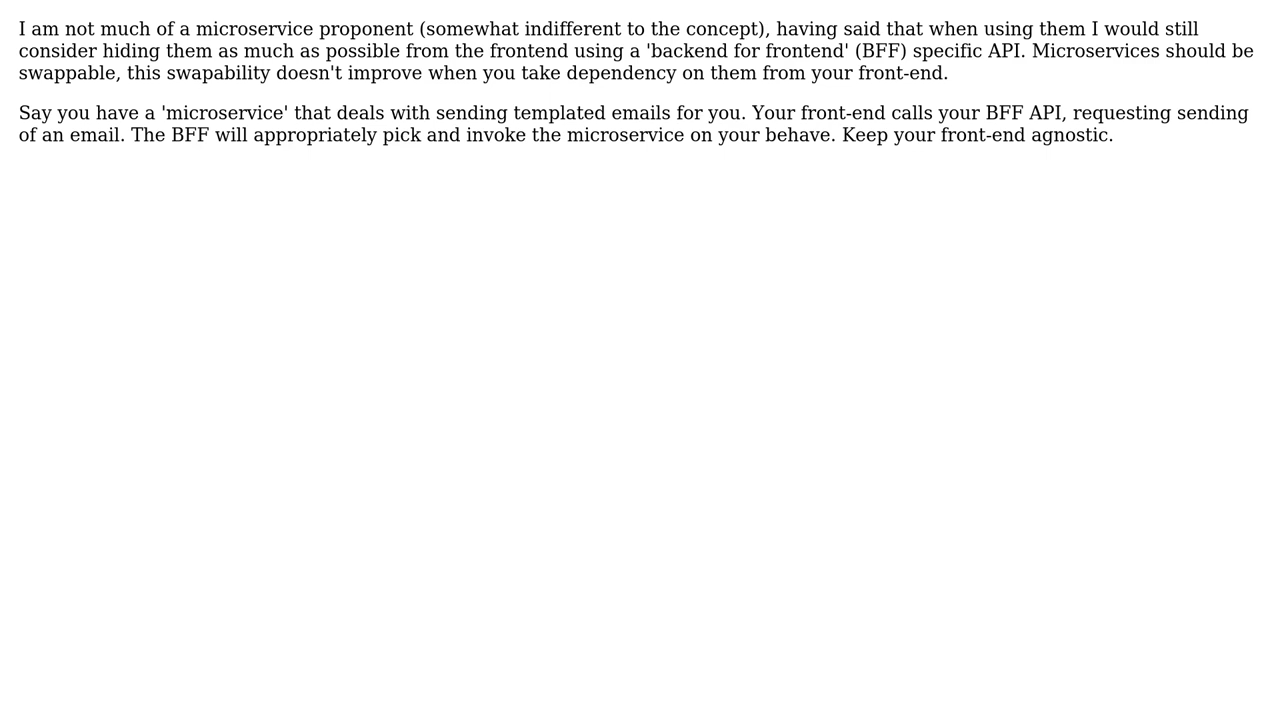 I am not much of a microservice proponent (somewhat indifferent to the concept), having said that when using them I would still
consider hiding them as much as possible from the frontend using a 'backend for frontend' (BFF) specific API. Microservices should be
swappable, this swapability doesn't improve when you take dependency on them from your front-end.
Say you have a 'microservice' that deals with sending templated emails for you. Your front-end calls your BFF API, requesting sending
of an email. The BFF will appropriately pick and invoke the microservice on your behave. Keep your front-end agnostic.